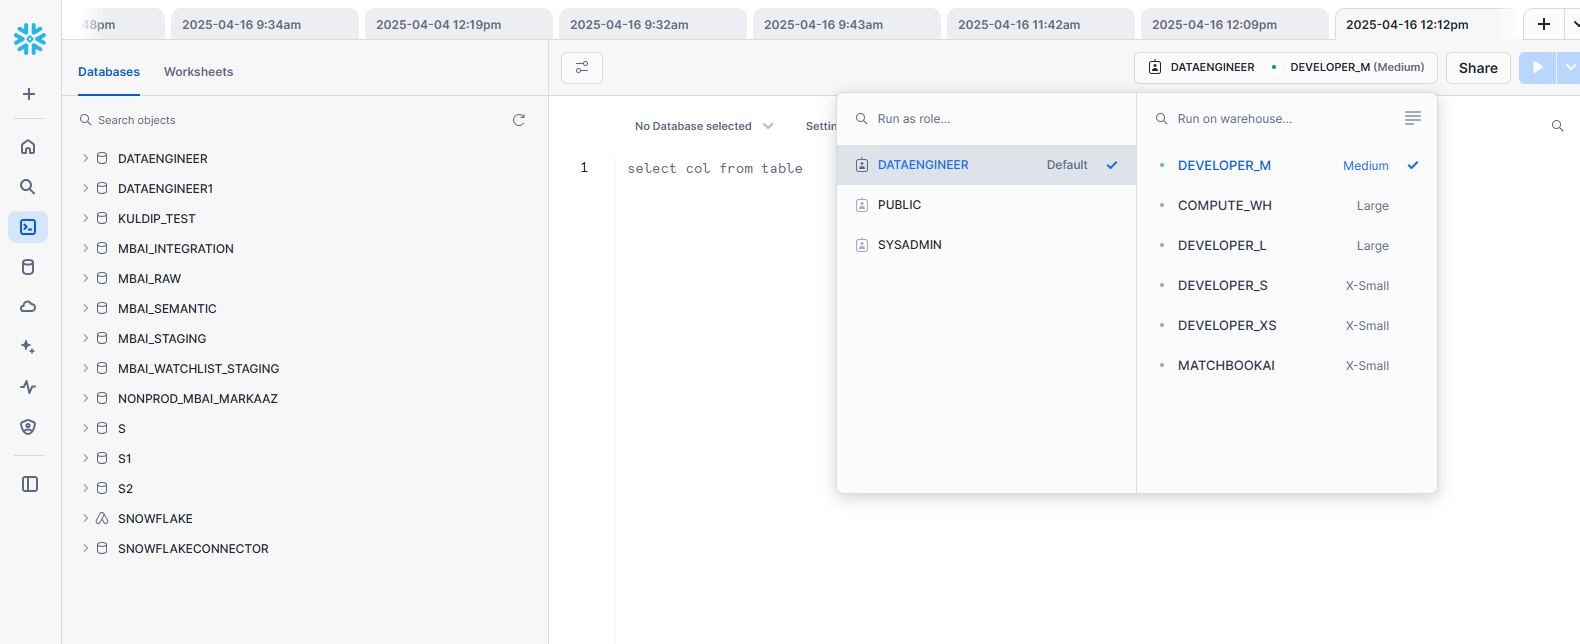 48pm
2025-04-16 9:34am
2025-04-04 12:19pm
2025-04-16 9:32am
2025-04-16 9:43am
2025-04-16 11:42am
2025-04-16 12:09pm
2025-04-16 12:12pm
Databases
Worksheets
DATAENGINEER
DEVELOPER_M (Medium)
Share
Search objects
DATAENGINEER
DATAENGINEER1
KULDIP_TEST
MBAI_INTEGRATION
MBAI_RAW
MBAI_SEMANTIC
MBAI_STAGING
MBAI_WATCHLIST_STAGING
NONPROD_MBAI_MARKAAZ
S
S1
S2
SNOWFLAKE
SNOWFLAKECONNECTOR
No Database selected
Settin
1 select col from table
Run as role...
DATAENGINEER Default
PUBLIC
SYSADMIN
Run on warehouse...
DEVELOPER_M Medium
COMPUTE_WH Large
DEVELOPER_L Large
DEVELOPER_S X-Small
DEVELOPER_XS X-Small
MATCHBOOKAI X-Small